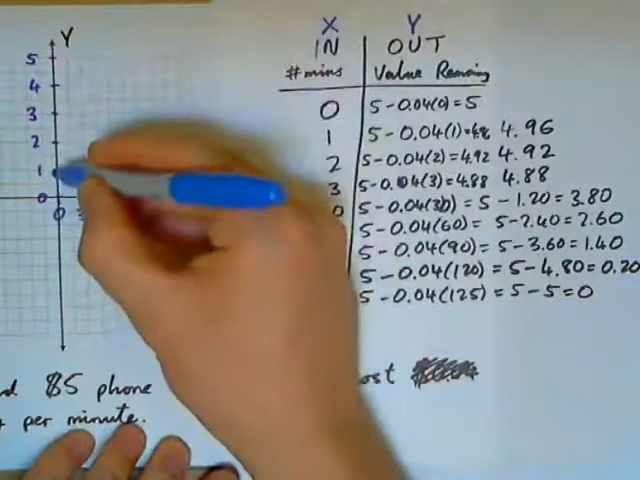 Y
5
4
3
2
1
0
0
X Y
IN OUT
#mins Value Remaining
0 5-0.04(0)=5
1 5-0.04(1)= 4.96
2 5-0.04(2)=4.92 4.92
3 5-0.04(3)=4.88 4.88
0 5-0.04(30)= 5-1.20=3.80
5-0.04(60)= 5-2.40=2.60
5-0.04(90)=5-3.60=1.40
5-0.04(120)=5-4.80=0.20
5-0.04(125)=5-5=0
ost
$5 phone
per minute.